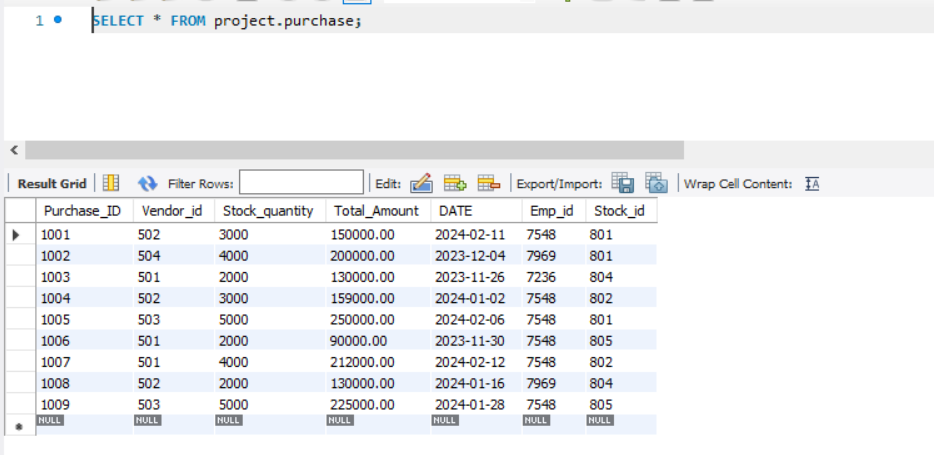 1 SELECT * FROM project.purchase;
Result Grid Filter Rows: Edit: Export/Import: Wrap Cell Content:
Purchase_ID Vendor_id Stock_quantity Total_Amount DATE Emp_id Stock_id
1001 502 3000 150000.00 2024-02-11 7548 801
1002 504 4000 200000.00 2023-12-04 7969 801
1003 501 2000 130000.00 2023-11-26 7236 804
1004 502 3000 159000.00 2024-01-02 7548 802
1005 503 5000 250000.00 2024-02-06 7548 801
1006 501 2000 90000.00 2023-11-30 7548 805
1007 501 4000 212000.00 2024-02-12 7548 802
1008 502 2000 130000.00 2024-01-16 7969 804
1009 503 5000 225000.00 2024-01-28 7548 805
NULL NULL NULL NULL NULL NULL NULL